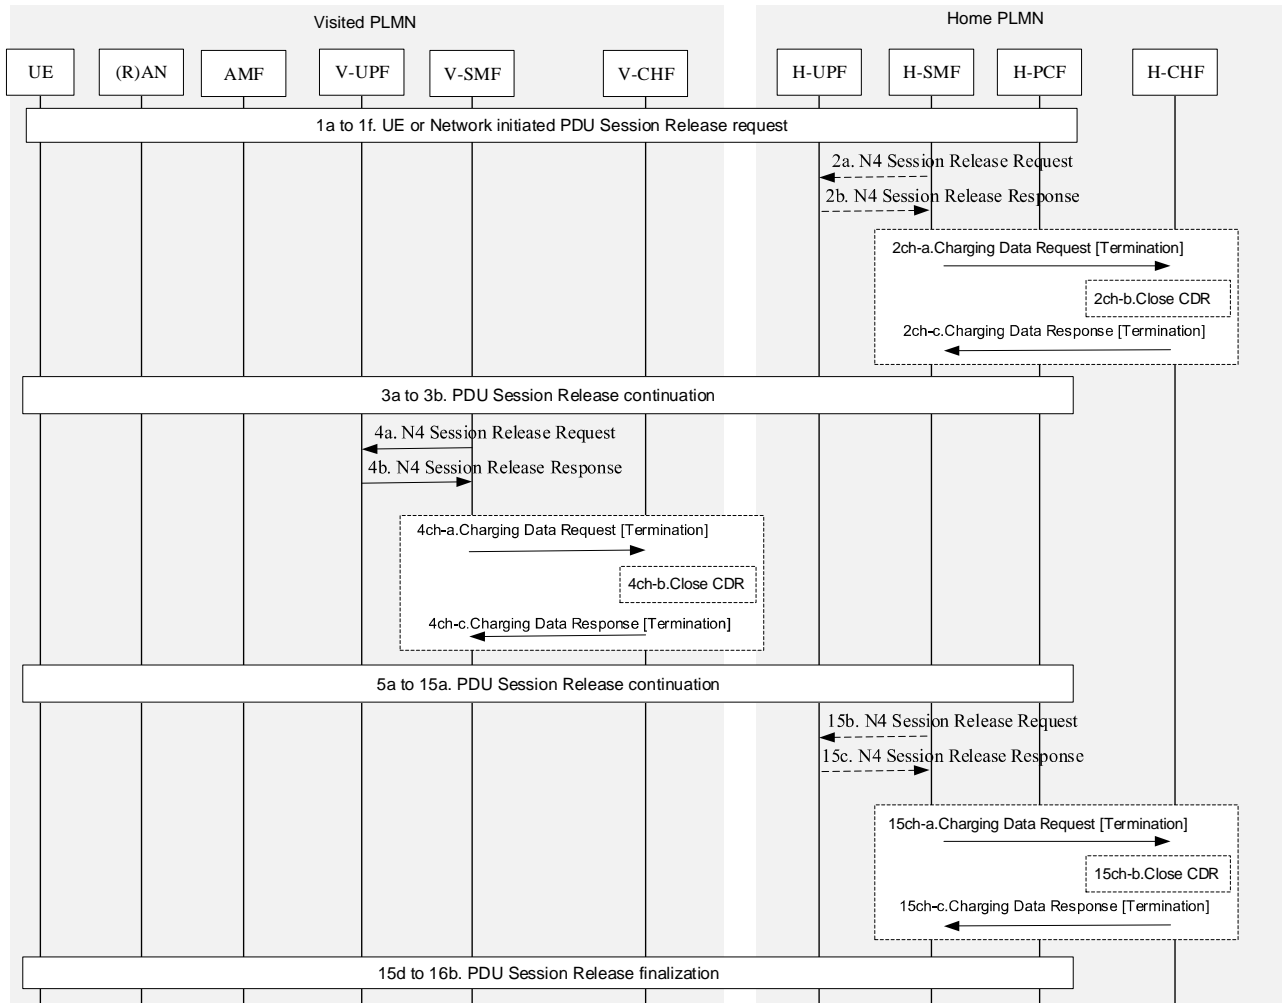 Visited PLMN
Home PLMN
UE
(R)AN
AMF
V-UPF
V-SMF
V-CHF
H-UPF
H-SMF
H-PCF
H-CHF
1a to 1f. UE or Network initiated PDU Session Release request
2a. N4 Session Release Request
2b. N4 Session Release Response
2ch-a.Charging Data Request [Termination]
2ch-b.Close CDR
2ch-c.Charging Data Response [Termination]
3a to 3b. PDU Session Release continuation
4a. N4 Session Release Request
4b. N4 Session Release Response
4ch-a.Charging Data Request [Termination]
4ch-b.Close CDR
4ch-c.Charging Data Response [Termination]
5a to 15a. PDU Session Release continuation
15b. N4 Session Release Request
15c. N4 Session Release Response
15ch-a.Charging Data Request [Termination]
15ch-b.Close CDR
15ch-c.Charging Data Response [Termination]
15d to 16b. PDU Session Release finalization